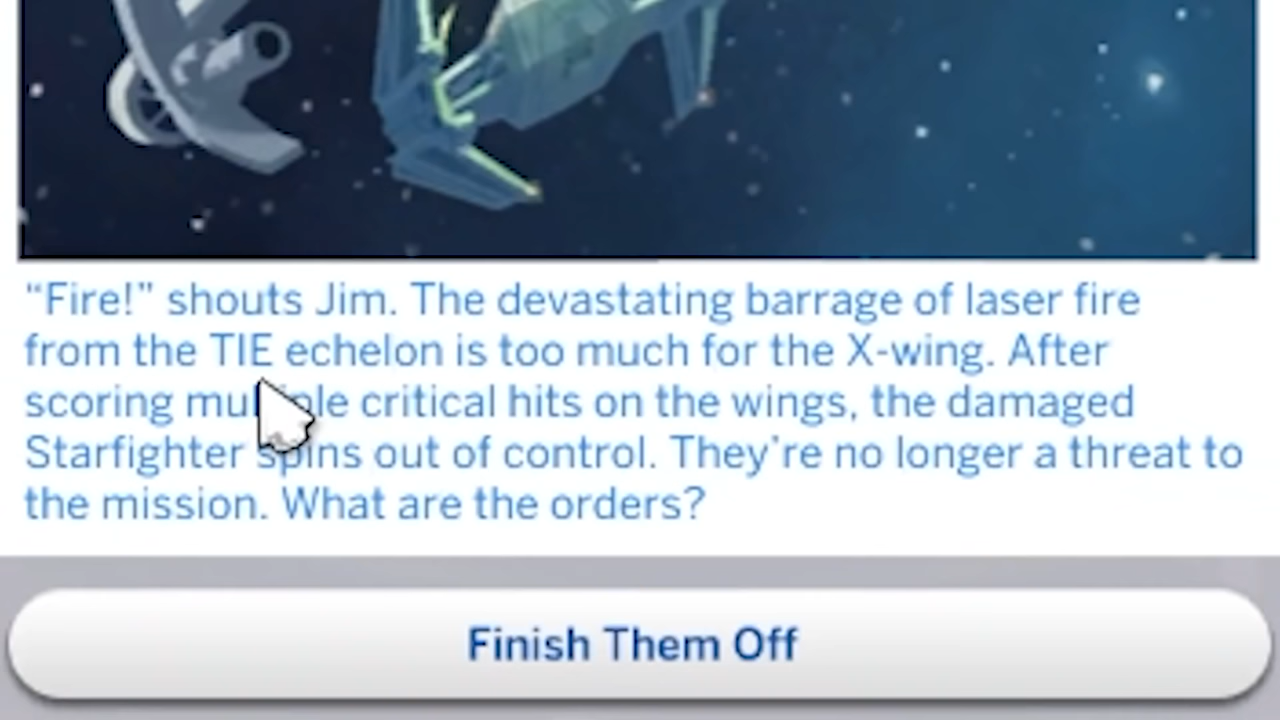 “Fire!” shouts Jim. The devastating barrage of laser fire
from the TIE echelon is too much for the X-wing. After
scoring multiple critical hits on the wings, the damaged
Starfighter spins out of control. They’re no longer a threat to
the mission. What are the orders?
Finish Them Off